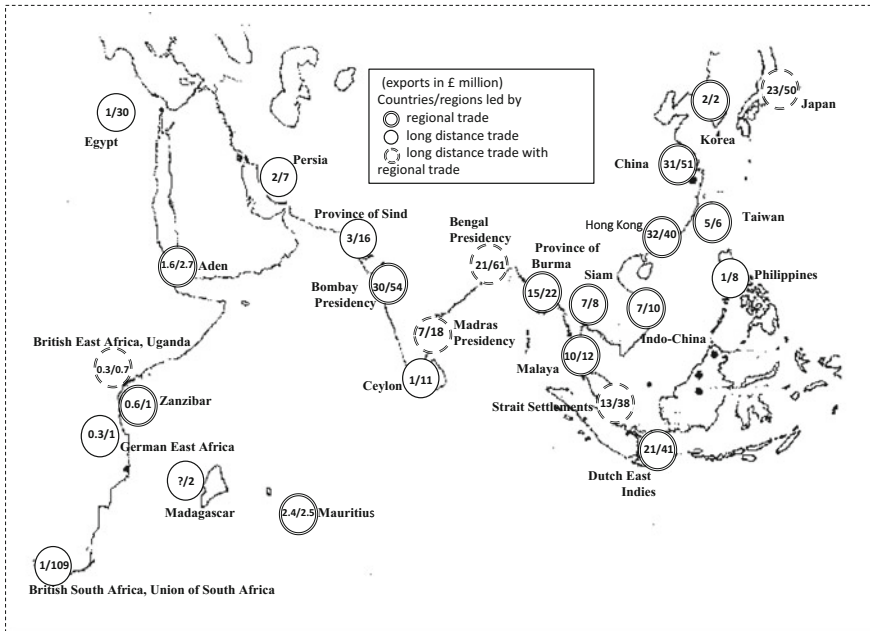 (exports in £ million)
Countries/regions led by
regional trade
long distance trade
long distance trade with
regional trade
1/30
Egypt
2/7
Persia
Province of Sind
3/16
1.6/2.7
Aden
Bombay
Presidency
30/54
Bengal
Presidency
21/61
7/18
Madras
Presidency
Ceylon
1/11
Province of
Burma
15/22
Siam
7/8
7/10
Indo-China
Malaya
10/12
Strait Settlements
13/38
21/41
Dutch East
Indies
2/2
Korea
23/50
Japan
China
31/51
Hong Kong
32/40
5/6
Taiwan
1/8
Philippines
British East Africa, Uganda
0.3/0.7
0.6/1
Zanzibar
0.3/1
German East Africa
?/2
Madagascar
2.4/2.5
Mauritius
1/109
British South Africa, Union of South Africa